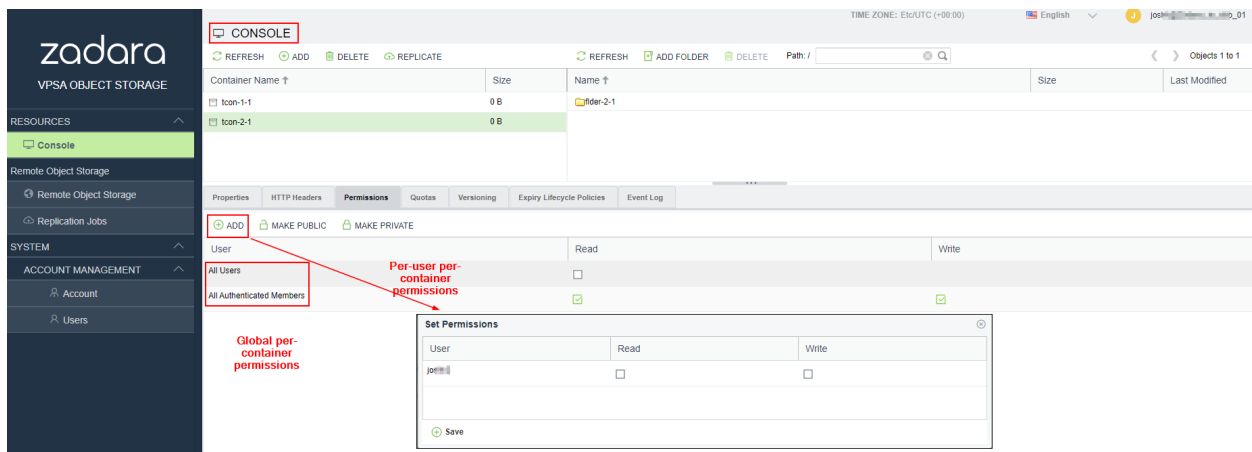 TIME ZONE: Etc/UTC (+00:00) English J
zadara
VPSA OBJECT STORAGE
CONSOLE
REFRESH ADD DELETE REPLICATE
REFRESH ADD FOLDER DELETE Path: / Objects 1 to 1
Container Name Size
Name Size Last Modified
tcon-1-1 0 B
flder-2-1
tcon-2-1 0 B
RESOURCES
Console
Remote Object Storage
Remote Object Storage
Replication Jobs
SYSTEM
ACCOUNT MANAGEMENT
Account
Users
Properties HTTP Headers Permissions Quotas Versioning Expiry Lifecycle Policies Event Log
ADD MAKE PUBLIC MAKE PRIVATE
User Read Write
All Users
All Authenticated Members
Per-user per-
container
permissions
Global per-
container
permissions
Set Permissions
User Read Write
Save